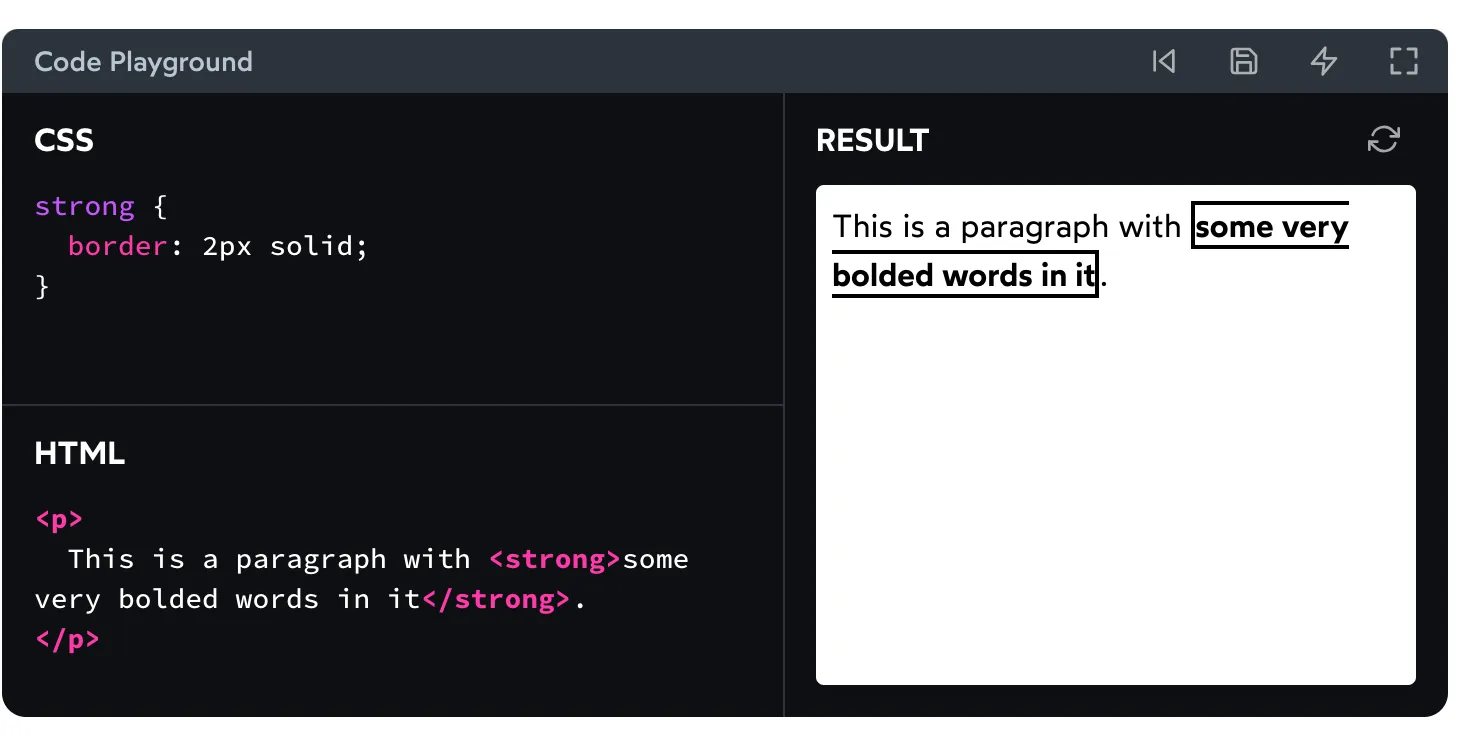 Code Playground
CSS
strong {
  border: 2px solid;
}
HTML
<p>
  This is a paragraph with <strong>some
very bolded words in it</strong>.
</p>
RESULT
This is a paragraph with some very
bolded words in it.